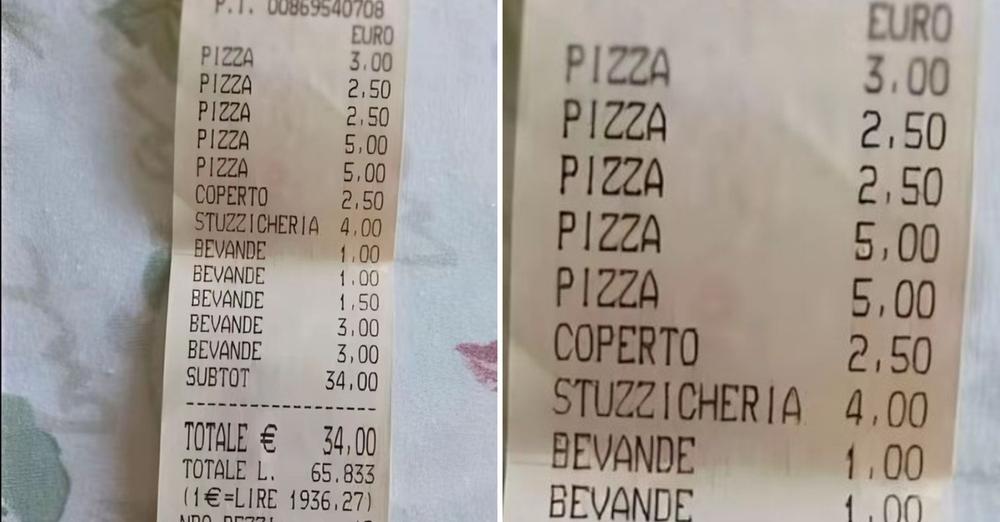 P.I. 00869540708
EURO
PIZZA 3,00
PIZZA 2,50
PIZZA 2,50
PIZZA 5,00
PIZZA 5,00
COPERTO 2,50
STUZZICHERIA 4,00
BEVANDE 1,00
BEVANDE 1,00
BEVANDE 1,50
BEVANDE 3,00
BEVANDE 3,00
SUBTOT 34,00
--------------------
TOTALE € 34,00
TOTALE L. 65.833
(1€=LIRE 1936,27)
EURO
PIZZA 3,00
PIZZA 2,50
PIZZA 2,50
PIZZA 5,00
PIZZA 5,00
COPERTO 2,50
STUZZICHERIA 4,00
BEVANDE 1,00
BEVANDE 1,00